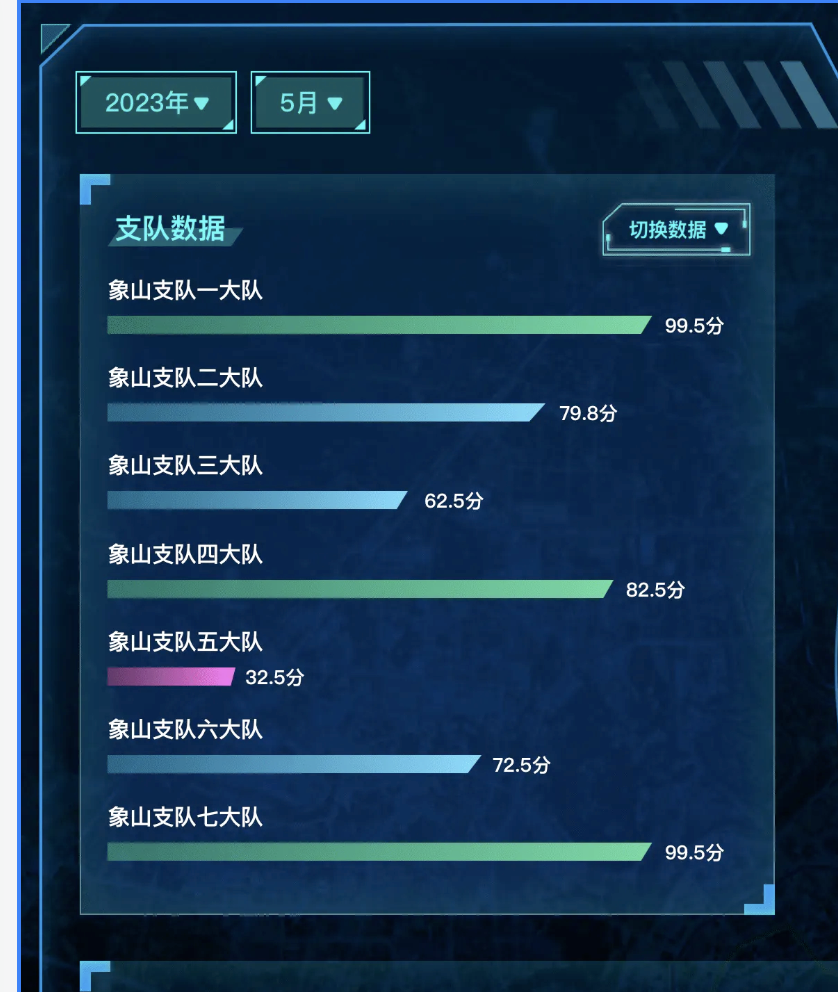 2023年 5月
支队数据
切换数据
象山支队一大队
99.5分
象山支队二大队
79.8分
象山支队三大队
62.5分
象山支队四大队
82.5分
象山支队五大队
32.5分
象山支队六大队
72.5分
象山支队七大队
99.5分